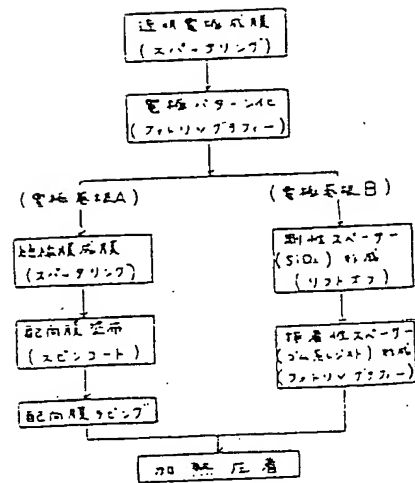 透明電極成膜
(スパータリング)
電極パターン化
(フォトリソグラフィー)
(電極基板A)
(電極基板B)
絶縁膜成膜
(スパータリング)
剛性スペーサー
(SiO₂)形成
(リフトオフ)
配向膜塗布
(スピンコート)
接着性スペーサー
(ゴム系レジスト)形成
(フォトリソグラフィー)
配向膜ラビング
加熱圧着